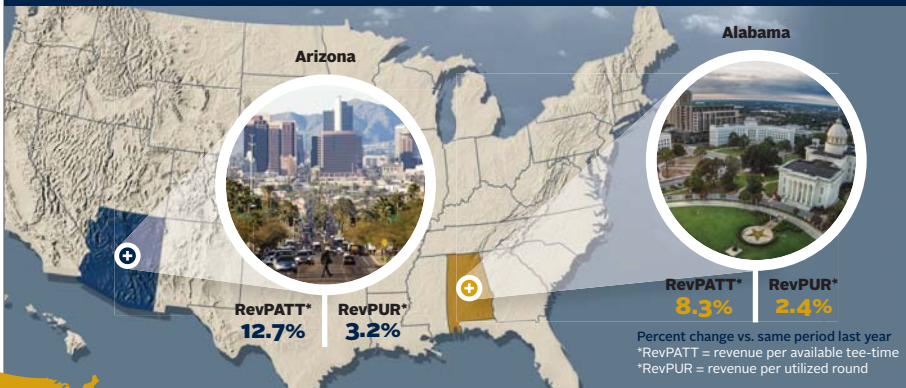 Arizona
RevPATT*
12.7%
RevPUR*
3.2%
Alabama
RevPATT*
8.3%
RevPUR*
2.4%
Percent change vs. same period last year
*RevPATT = revenue per available tee-time
*RevPUR = revenue per utilized round